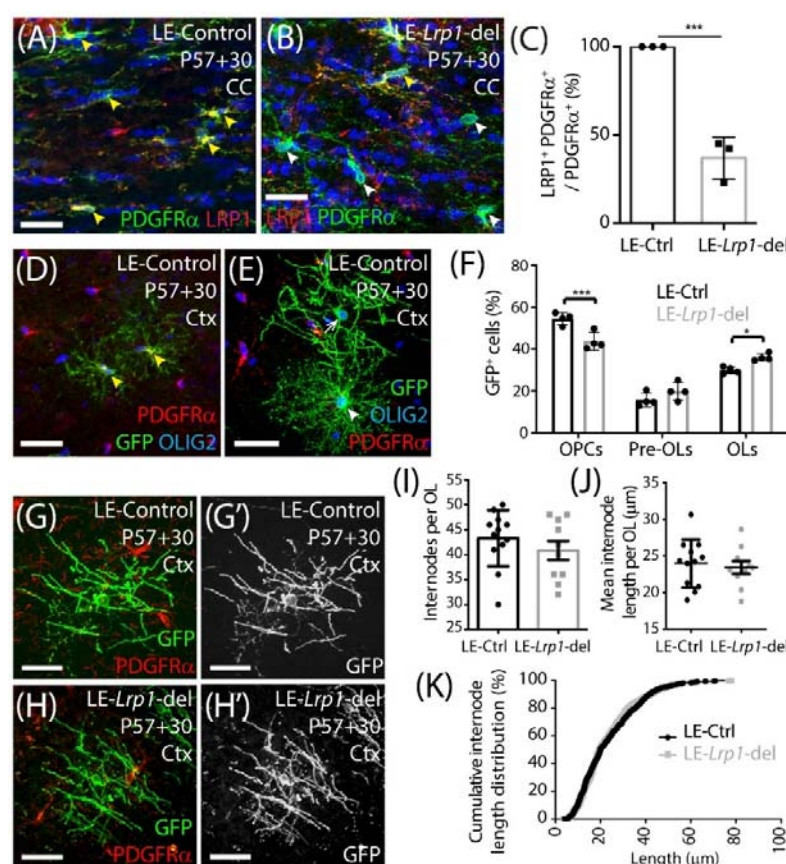 (A)
LE-Control
P57+30
CC
PDGFRα LRP1
(B)
LE-Lrp1-del
P57+30
CC
LRP1 PDGFRα
(C)
LRP1⁺ PDGFRα⁺
/ PDGFRα⁺ (%)
100
50
0
***
LE-Ctrl
LE-Lrp1-del
(D)
LE-Control
P57+30
Ctx
PDGFRα
GFP OLIG2
(E)
LE-Control
P57+30
Ctx
GFP
OLIG2
PDGFRα
(F)
GFP⁺ cells (%)
60
40
20
0
***
*
LE-Ctrl
LE-Lrp1-del
OPCs
Pre-OLs
OLs
(G)
LE-Control
P57+30
Ctx
GFP
PDGFRα
(G')
LE-Control
P57+30
Ctx
GFP
(H)
LE-Lrp1-del
P57+30
Ctx
GFP
PDGFRα
(H')
LE-Lrp1-del
P57+30
Ctx
GFP
(I)
Internodes per OL
55
50
45
40
35
30
25
LE-Ctrl
LE-Lrp1-del
(J)
Mean internode
length per OL (µm)
35
30
25
20
15
LE-Ctrl
LE-Lrp1-del
(K)
Cumulative internode
length distribution (%)
100
80
60
40
20
0
LE-Ctrl
LE-Lrp1-del
0
20
40
60
80
100
Length (µm)